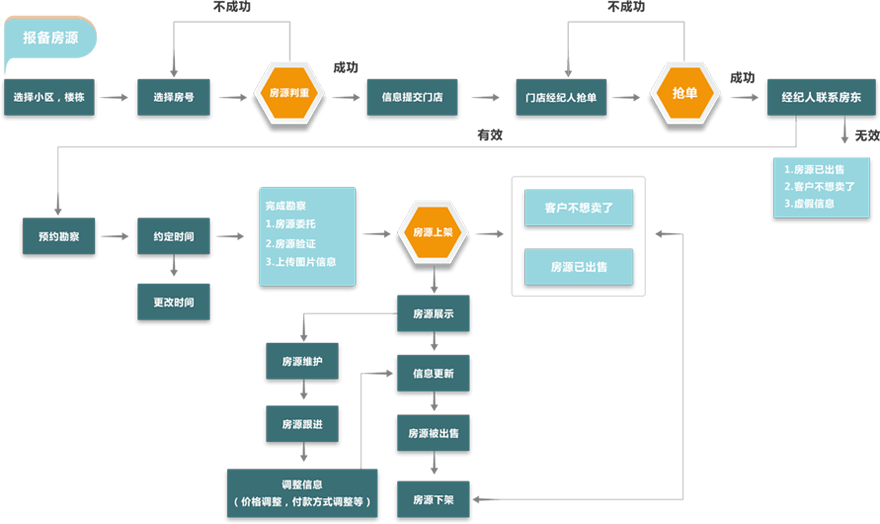 不成功
不成功
报备房源
选择小区，楼栋
选择房号
房源判重
成功
信息提交门店
门店经纪人抢单
抢单
成功
经纪人联系房东
有效
无效
1.房源已出售
2.客户不想卖了
3.虚假信息
预约勘察
约定时间
更改时间
完成勘察
1.房源委托
2.房源验证
3.上传图片信息
房源上架
客户不想卖了
房源已出售
房源展示
房源维护
信息更新
房源跟进
房源被出售
调整信息
（价格调整，付款方式调整等）
房源下架